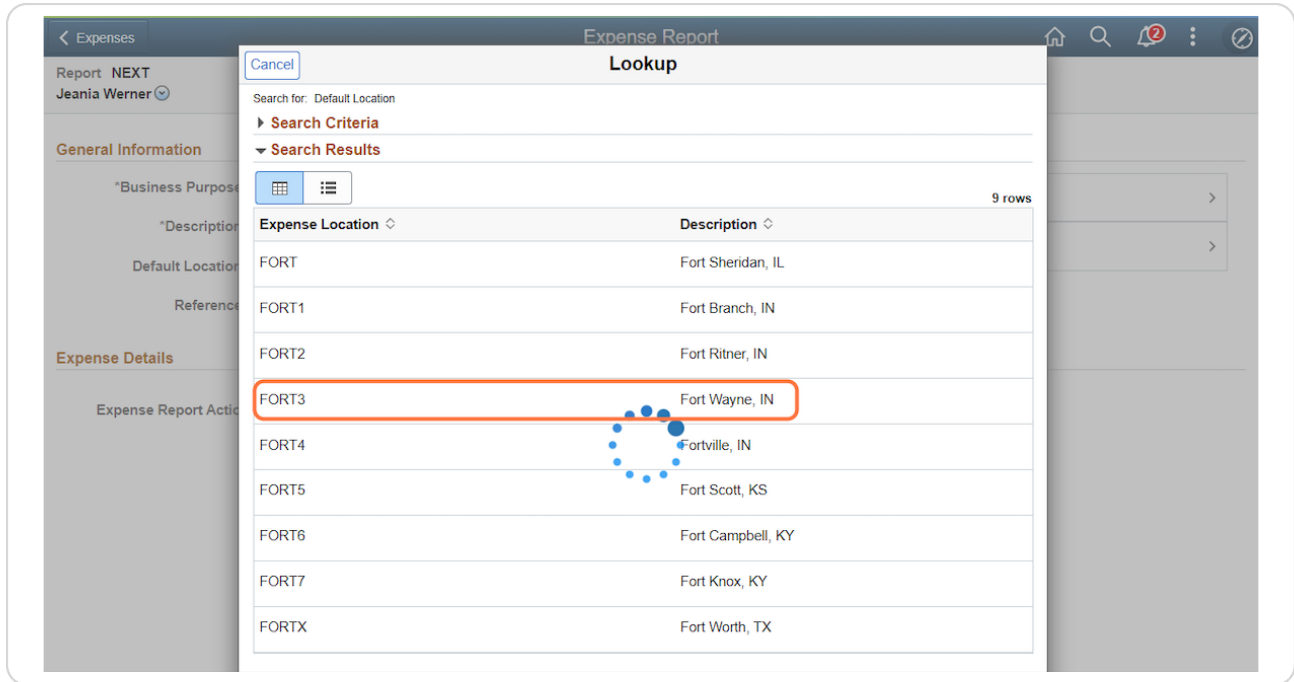 Expenses
Expense Report
2
Report NEXT
Jeania Werner
General Information
*Business Purpose
*Description
Default Location
Reference
Expense Details
Expense Report Actio
Cancel
Lookup
Search for: Default Location
Search Criteria
Search Results
9 rows
Expense Location Description
FORT Fort Sheridan, IL
FORT1 Fort Branch, IN
FORT2 Fort Ritner, IN
FORT3 Fort Wayne, IN
FORT4 Fortville, IN
FORT5 Fort Scott, KS
FORT6 Fort Campbell, KY
FORT7 Fort Knox, KY
FORTX Fort Worth, TX